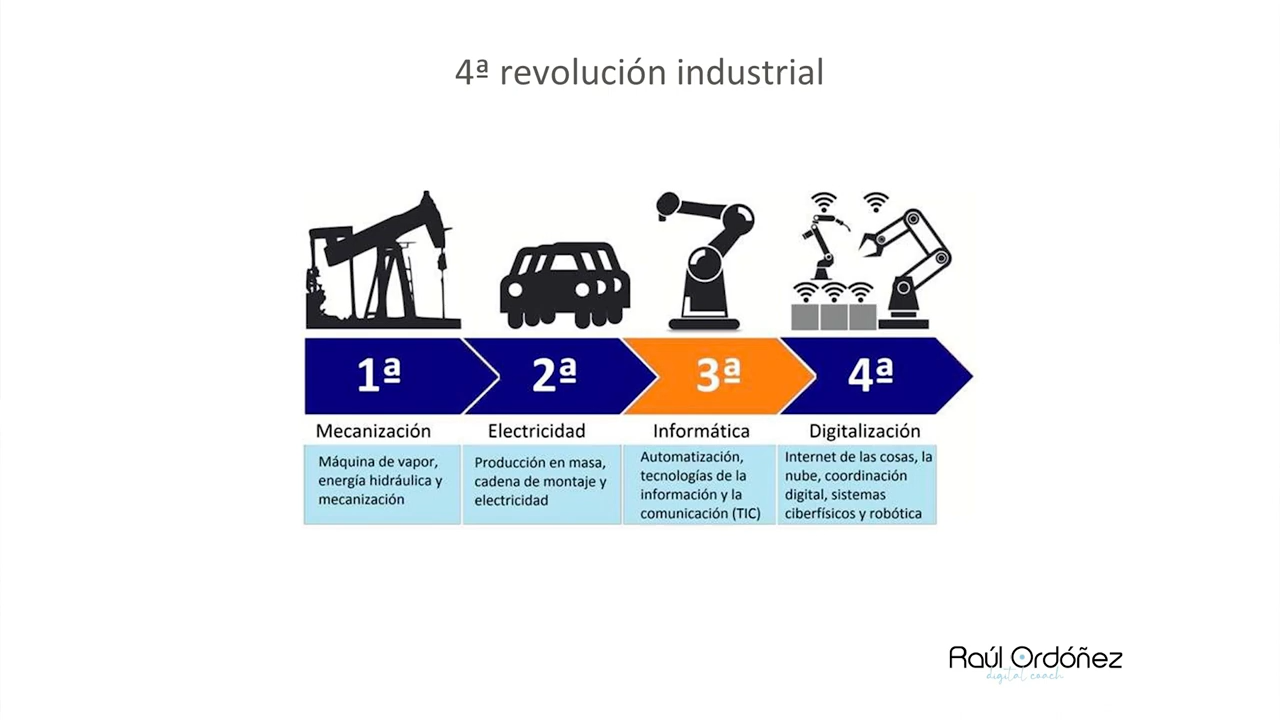 4ª revolución industrial
1ª
2ª
3ª
4ª
Mecanización
Electricidad
Informática
Digitalización
Máquina de vapor,
energía hidráulica y
mecanización
Producción en masa,
cadena de montaje y
electricidad
Automatización,
tecnologías de la
información y la
comunicación (TIC)
Internet de las cosas, la
nube, coordinación
digital, sistemas
ciberfísicos y robótica
Raúl Ordóñez
digital coach